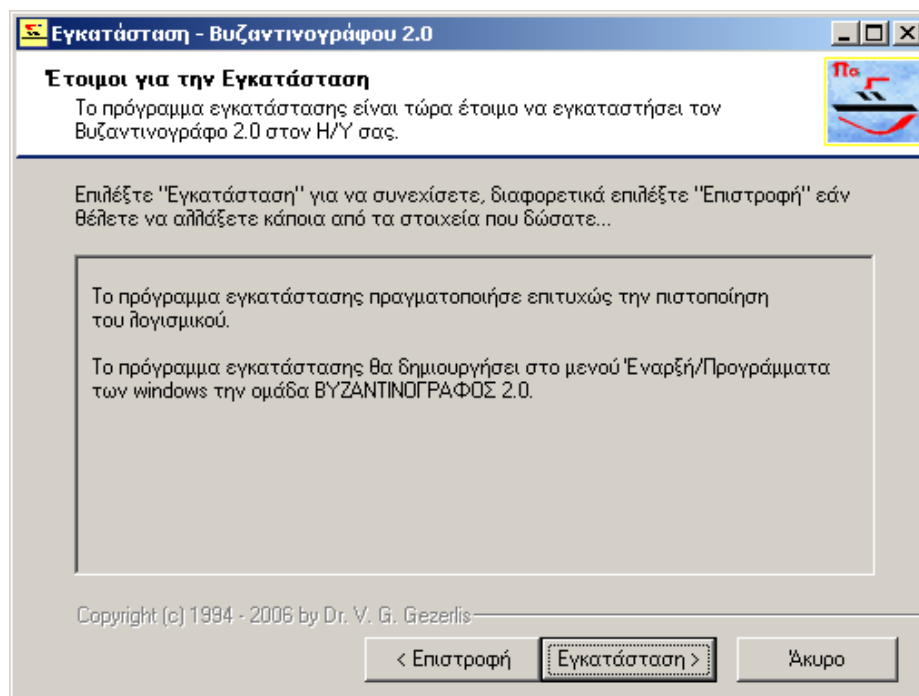 Εγκατάσταση - Βυζαντινογράφου 2.0
Έτοιμοι για την Εγκατάσταση
Το πρόγραμμα εγκατάστασης είναι τώρα έτοιμο να εγκαταστήσει τον
Βυζαντινογράφο 2.0 στον Η/Υ σας.
Πα
Επιλέξτε "Εγκατάσταση" για να συνεχίσετε, διαφορετικά επιλέξτε "Επιστροφή" εάν
θέλετε να αλλάξετε κάποια από τα στοιχεία που δώσατε...
Το πρόγραμμα εγκατάστασης πραγματοποιήσε επιτυχώς την πιστοποίηση
του λογισμικού.
Το πρόγραμμα εγκατάστασης θα δημιουργήσει στο μενού Έναρξή/Προγράμματα
των windows την ομάδα ΒΥΖΑΝΤΙΝΟΓΡΑΦΟΣ 2.0.
Copyright (c) 1994 - 2006 by Dr. V. G. Gezerlis
< Επιστροφή Εγκατάσταση > Άκυρο